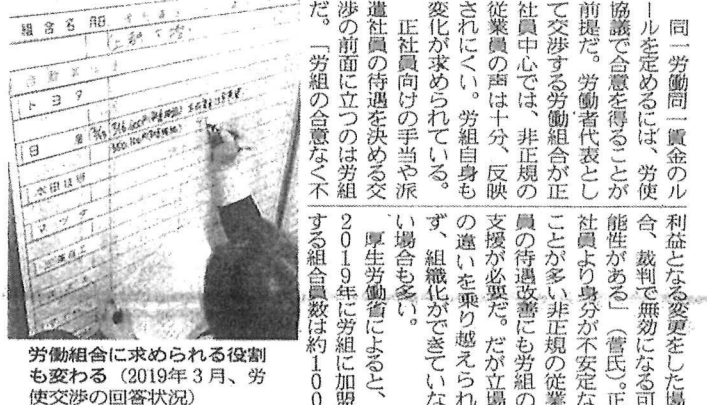 同一労働同一賃金のル
ールを定めるには、労使
協議で合意を得ることが
前提だ。労働者代表とし
て交渉する労働組合が正
社員中心では、非正規の
従業員の声は十分、反映
されにくい。労組自身も
変化が求められている。
正社員向けの手当や派
遣社員の待遇を決める交
渉の前面に立つのは労組
だ。「労組の合意なく不
利益となる変更をした場
合、裁判で無効になる可
能性がある」（菅氏）。正
社員より身分が不安定な
ことが多い非正規の従業
員の待遇改善にも労組の
支援が必要だ。だが立場
の違いを乗り越えられ
ず、組織化ができていな
い場合も多い。
厚生労働省によると、
2019年に労組に加盟
する組合員数は約100
組合名
トヨタ
日産
本田技研
マツダ
労働組合に求められる役割
も変わる（2019年3月、労
使交渉の回答状況）